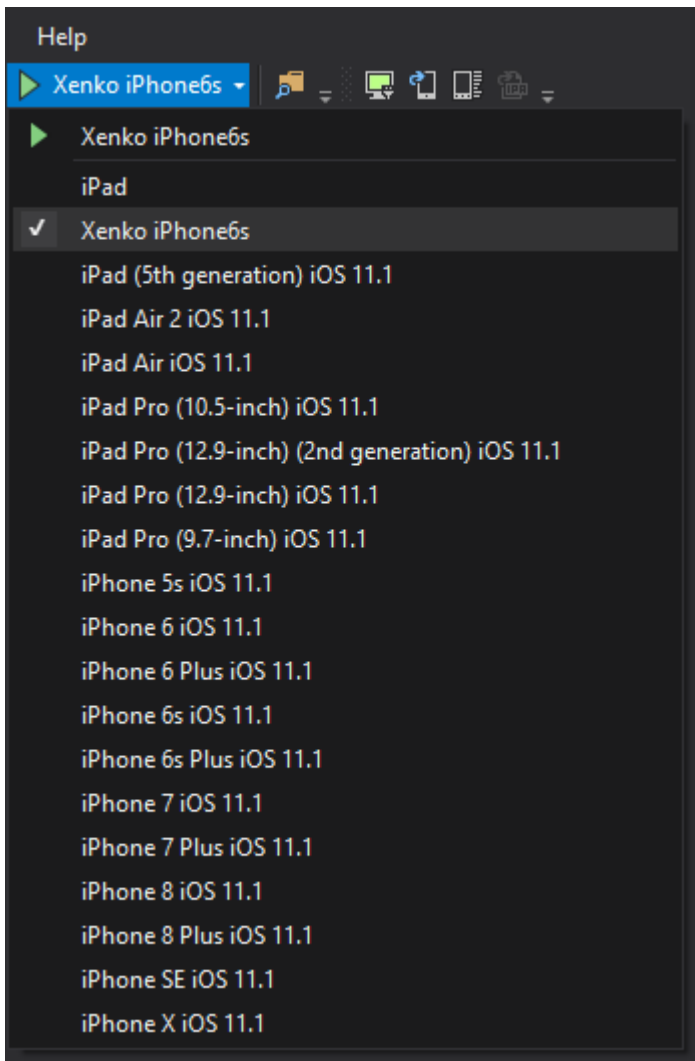 Help
Xenko iPhone6s
Xenko iPhone6s
iPad
Xenko iPhone6s
iPad (5th generation) iOS 11.1
iPad Air 2 iOS 11.1
iPad Air iOS 11.1
iPad Pro (10.5-inch) iOS 11.1
iPad Pro (12.9-inch) (2nd generation) iOS 11.1
iPad Pro (12.9-inch) iOS 11.1
iPad Pro (9.7-inch) iOS 11.1
iPhone 5s iOS 11.1
iPhone 6 iOS 11.1
iPhone 6 Plus iOS 11.1
iPhone 6s iOS 11.1
iPhone 6s Plus iOS 11.1
iPhone 7 iOS 11.1
iPhone 7 Plus iOS 11.1
iPhone 8 iOS 11.1
iPhone 8 Plus iOS 11.1
iPhone SE iOS 11.1
iPhone X iOS 11.1